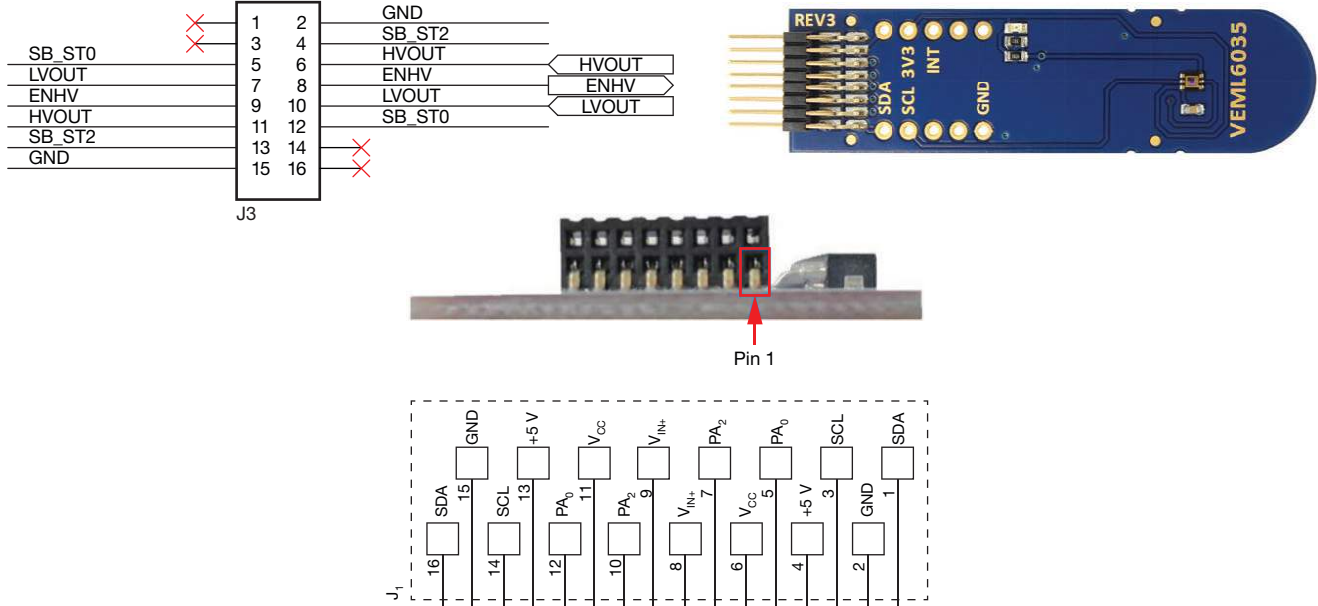 1 2 GND
3 4 SB_ST2
SB_ST0 5 6 HVOUT HVOUT
LVOUT 7 8 ENHV ENHV
ENHV 9 10 LVOUT LVOUT
HVOUT 11 12 SB_ST0
SB_ST2 13 14
GND 15 16
J3
REV3
SDA
SCL 3V3
INT
GND
VEML6035
Pin 1
GND
+5 V
VCC
VIN+
PA2
PA0
SCL
SDA
15
13
11
9
7
5
3
1
SDA
SCL
PA0
PA2
VIN+
VCC
+5 V
GND
16
14
12
10
8
6
4
2
J1